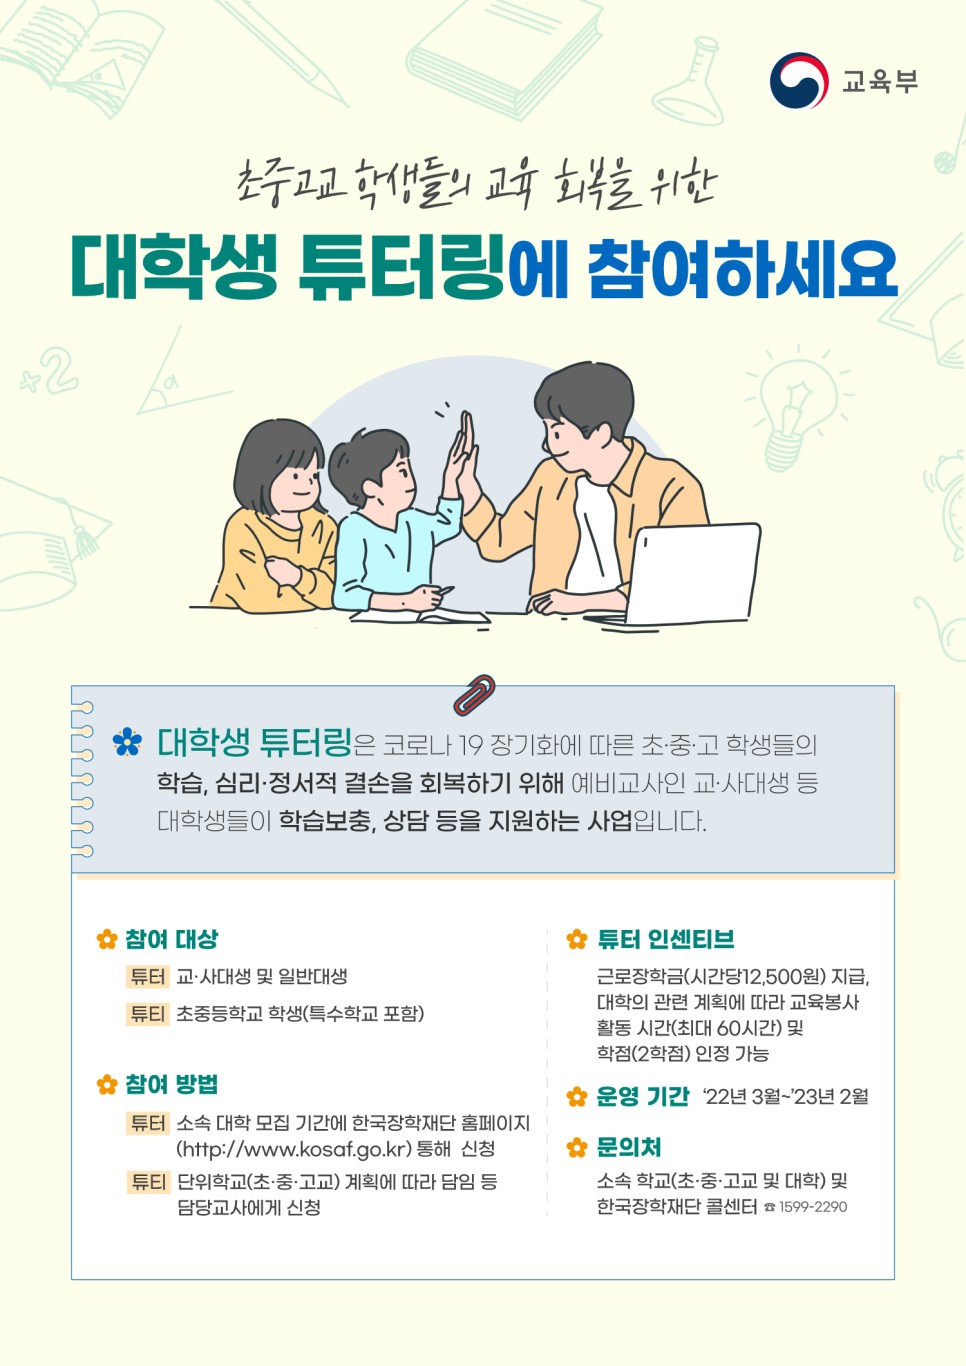 교육부
초중고교 학생들의 교육 회복을 위한
대학생 튜터링에 참여하세요
×2
a
대학생 튜터링은 코로나 19 장기화에 따른 초·중·고 학생들의
학습, 심리·정서적 결손을 회복하기 위해 예비교사인 교·사대생 등
대학생들이 학습보충, 상담 등을 지원하는 사업입니다.
참여 대상
튜터 교·사대생 및 일반대생
튜티 초중등학교 학생(특수학교 포함)
참여 방법
튜터 소속 대학 모집 기간에 한국장학재단 홈페이지
(http://www.kosaf.go.kr) 통해 신청
튜티 단위학교(초·중·고교) 계획에 따라 담임 등
담당교사에게 신청
튜터 인센티브
근로장학금(시간당12,500원) 지급,
대학의 관련 계획에 따라 교육봉사
활동 시간(최대 60시간) 및
학점(2학점) 인정 가능
운영 기간 ‘22년 3월~’23년 2월
문의처
소속 학교(초·중·고교 및 대학) 및
한국장학재단 콜센터 ☎ 1599-2290